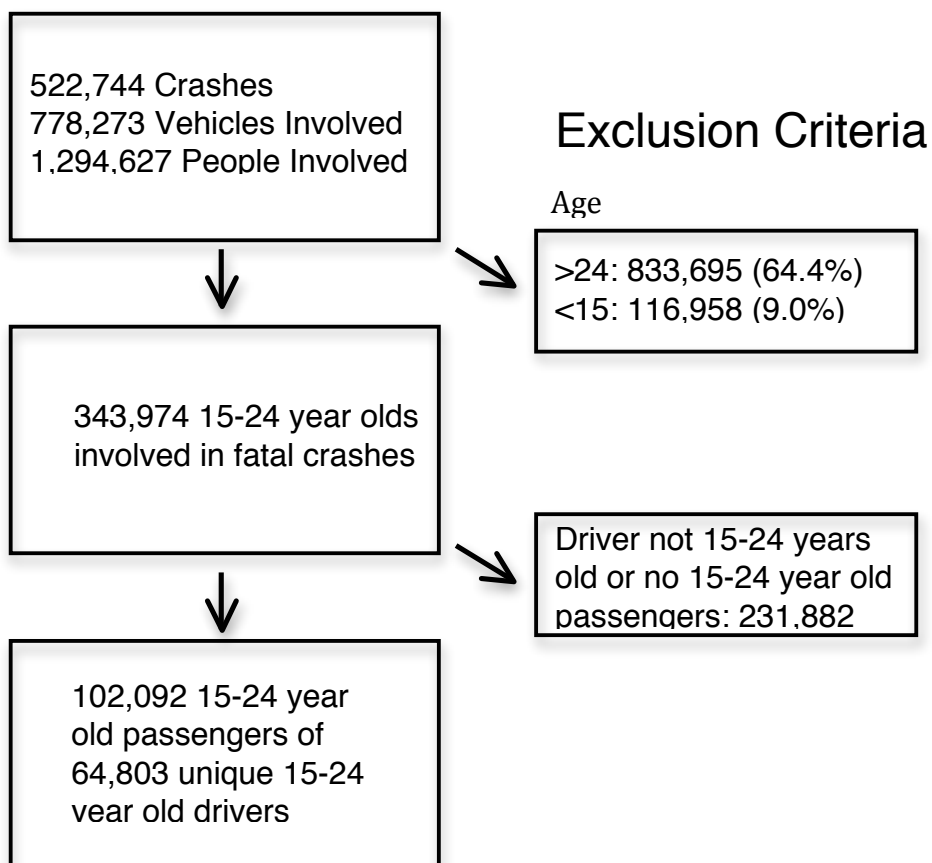 522,744 Crashes
778,273 Vehicles Involved
1,294,627 People Involved
Exclusion Criteria
Age
>24: 833,695 (64.4%)
<15: 116,958 (9.0%)
343,974 15-24 year olds
involved in fatal crashes
Driver not 15-24 years
old or no 15-24 year old
passengers: 231,882
102,092 15-24 year
old passengers of
64,803 unique 15-24
year old drivers